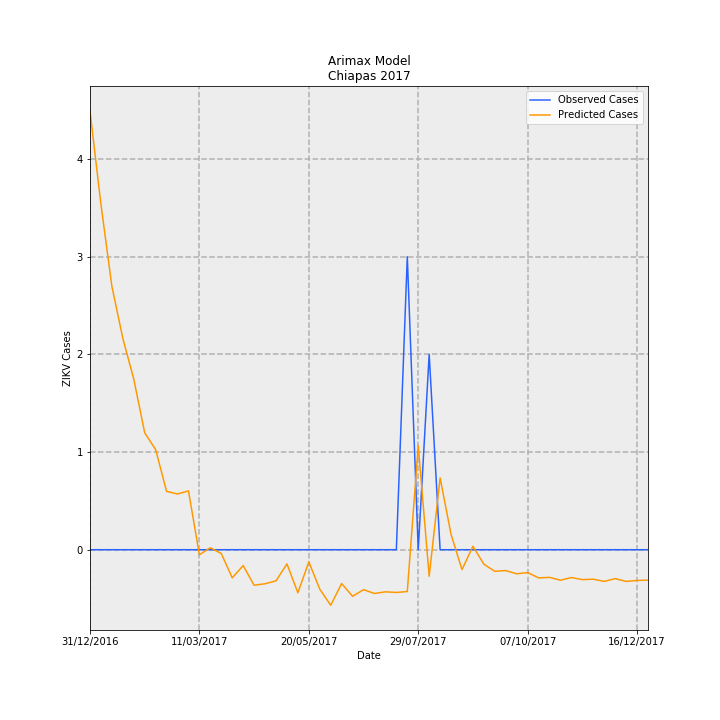 Arimax Model
Chiapas 2017
Observed Cases
Predicted Cases
ZIKV Cases
4
3
2
1
0
31/12/2016
11/03/2017
20/05/2017
29/07/2017
07/10/2017
16/12/2017
Date